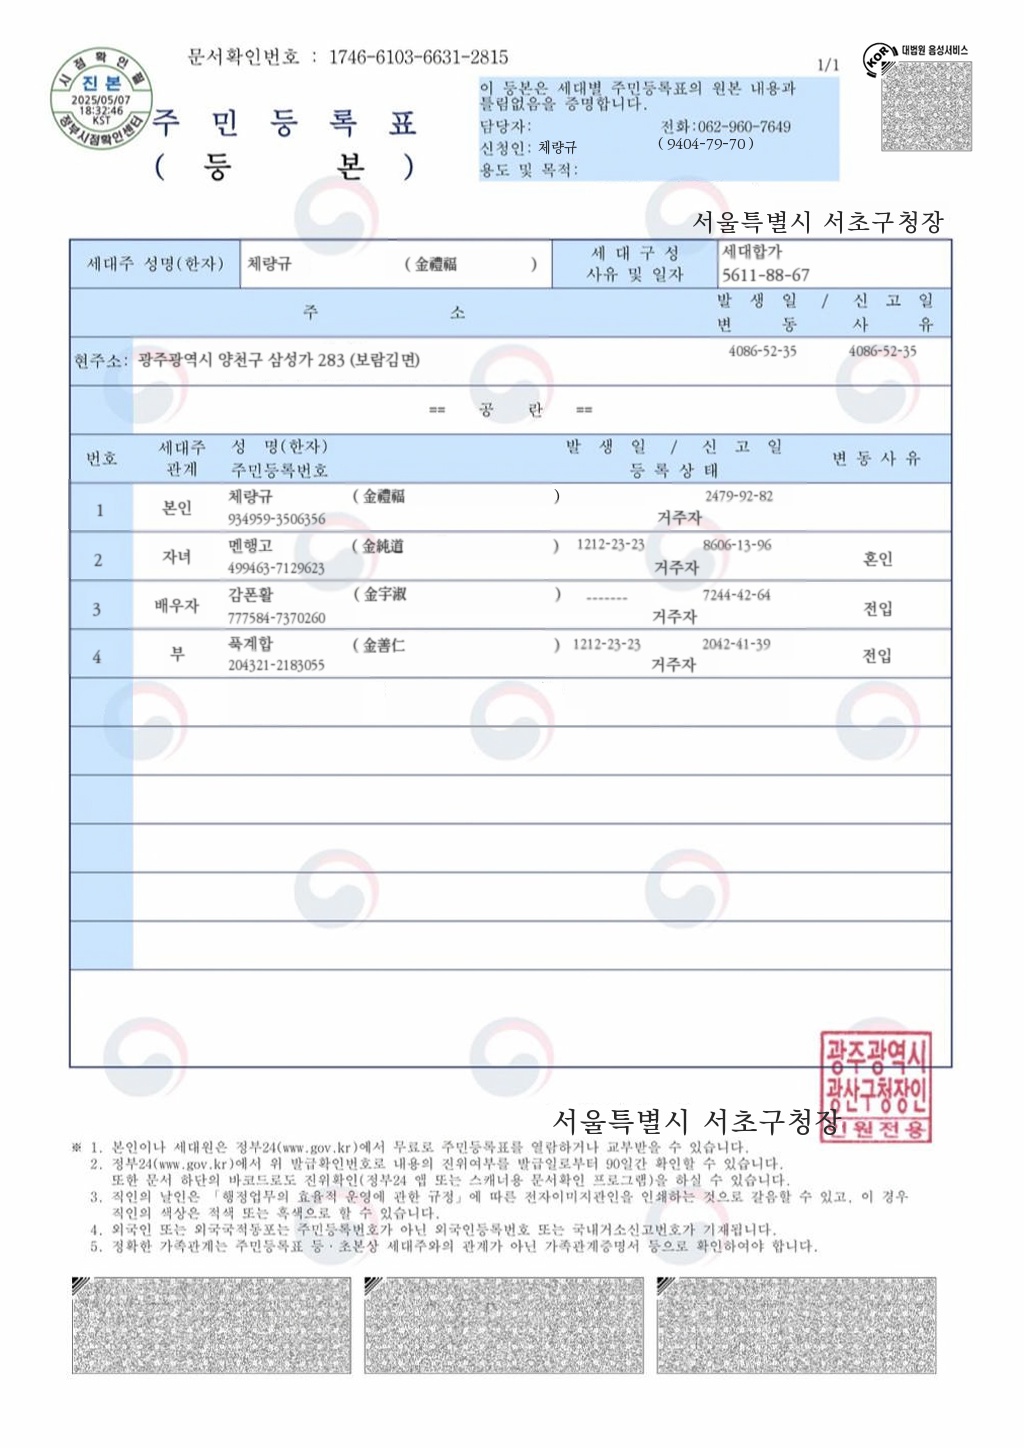 문서확인번호 : 1746-6103-6631-2815
시점확인필
진본
2025/05/07
18:32:46
KST
정부시점확인센터
주 민 등 록 표
( 등 본 )
1/1
KOR 대법원 음성서비스
이 등본은 세대별 주민등록표의 원본 내용과
틀림없음을 증명합니다.
담당자: 전화:062-960-7649
신청인: 체량규 ( 9404-79-70 )
용도 및 목적:
서울특별시 서초구청장
세대주 성명(한자) 체량규 ( 金禮福 ) 세 대 구 성 사유 및 일자 세대합가 5611-88-67
주 소 발 생 일 / 신 고 일
변 동 사 유
현주소: 광주광역시 양천구 삼성가 283 (보람김면) 4086-52-35 4086-52-35
== 공 란 ==
번호 세대주 관계 성 명(한자) 주민등록번호 발 생 일 / 신 고 일 등 록 상 태 변 동 사 유
1 본인 체량규 ( 金禮福 ) 2479-92-82
934959-3506356 거주자
2 자녀 멘행고 ( 金純道 ) 1212-23-23 8606-13-96 혼인
499463-7129623 거주자
3 배우자 감폰활 ( 金宇淑 ) ------- 7244-42-64 전입
777584-7370260 거주자
4 부 푹계합 ( 金善仁 ) 1212-23-23 2042-41-39 전입
204321-2183055 거주자
광주광역시
광산구청장인
민원전용
서울특별시 서초구청장
※ 1. 본인이나 세대원은 정부24(www.gov.kr)에서 무료로 주민등록표를 열람하거나 교부받을 수 있습니다.
2. 정부24(www.gov.kr)에서 위 발급확인번호로 내용의 진위여부를 발급일로부터 90일간 확인할 수 있습니다.
또한 문서 하단의 바코드로도 진위확인(정부24 앱 또는 스캐너용 문서확인 프로그램)을 하실 수 있습니다.
3. 직인의 날인은 「행정업무의 효율적 운영에 관한 규정」에 따른 전자이미지관인을 인쇄하는 것으로 갈음할 수 있고, 이 경우
직인의 색상은 적색 또는 흑색으로 할 수 있습니다.
4. 외국인 또는 외국국적동포는 주민등록번호가 아닌 외국인등록번호 또는 국내거소신고번호가 기재됩니다.
5. 정확한 가족관계는 주민등록표 등·초본상 세대주와의 관계가 아닌 가족관계증명서 등으로 확인하여야 합니다.